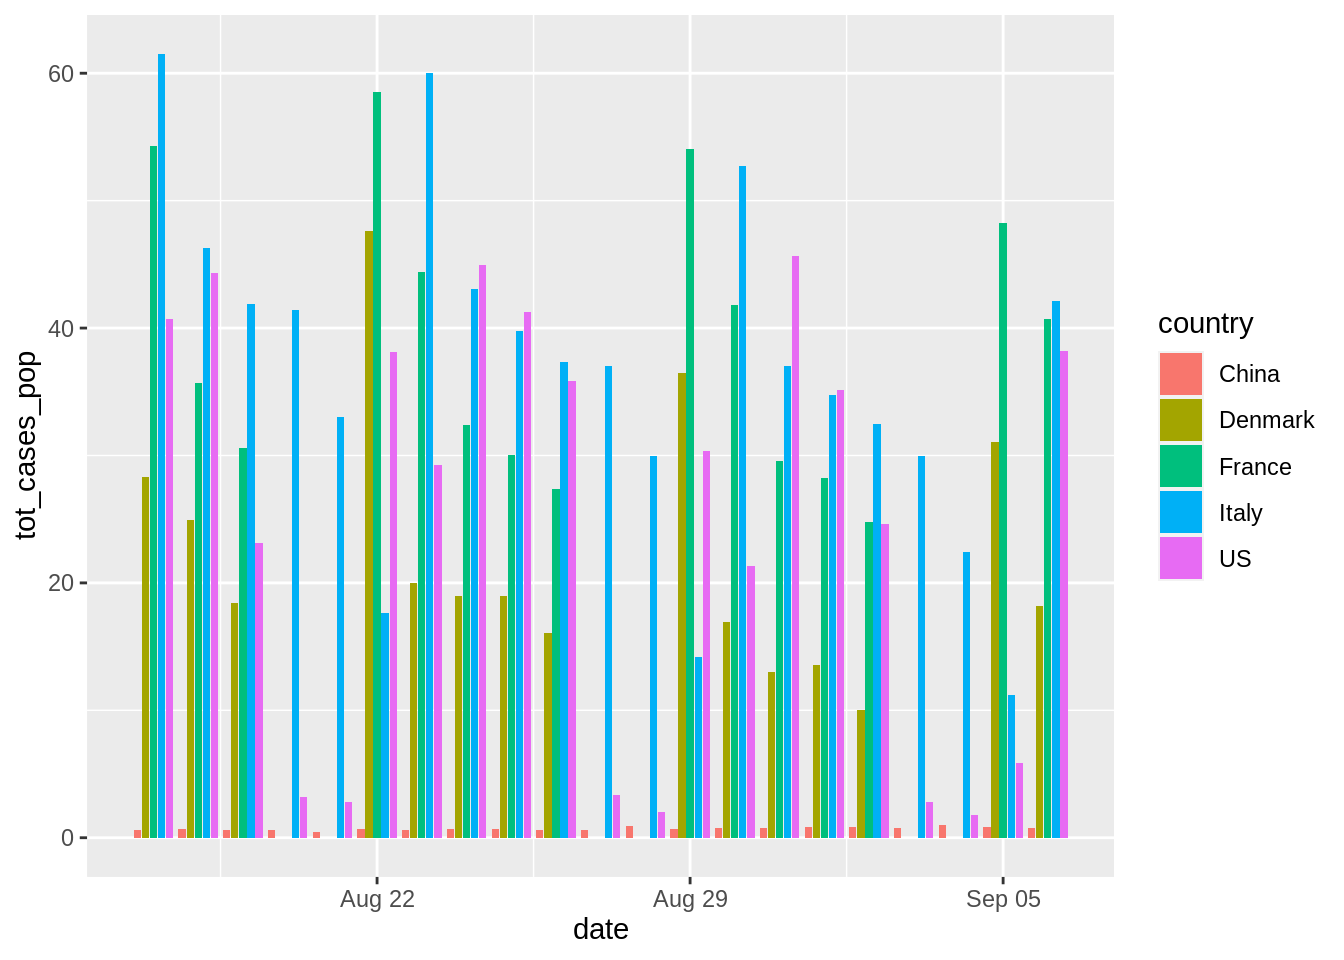 60
40
20
0
tot_cases_pop
Aug 22
Aug 29
Sep 05
date
country
China
Denmark
France
Italy
US